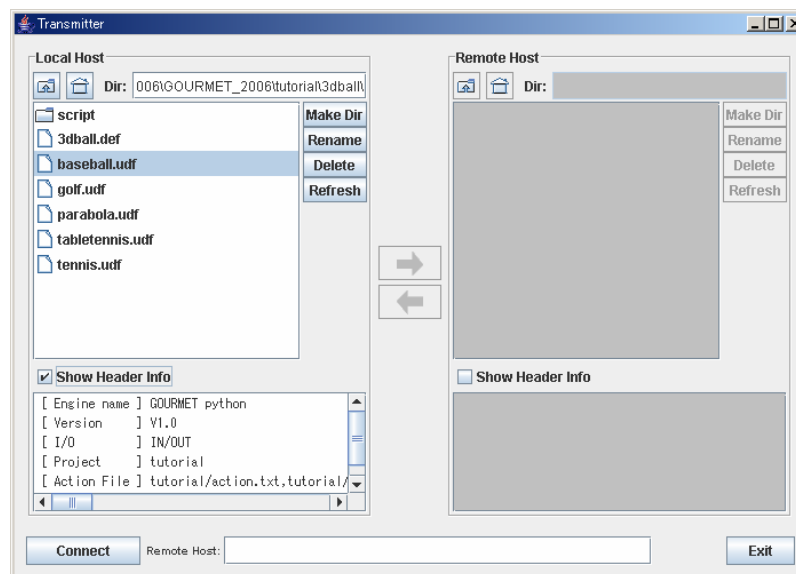 Transmitter
Local Host
Dir: 006\GOURMET_2006\tutorial\3dball\
script
3dball.def
baseball.udf
golf.udf
parabola.udf
tabletennis.udf
tennis.udf
Make Dir
Rename
Delete
Refresh
Show Header Info
[ Engine name ] GOURMET python
[ Version ] V1.0
[ I/O ] IN/OUT
[ Project ] tutorial
[ Action File ] tutorial/action.txt,tutorial/
Remote Host
Dir:
Make Dir
Rename
Delete
Refresh
Show Header Info
Connect
Remote Host:
Exit